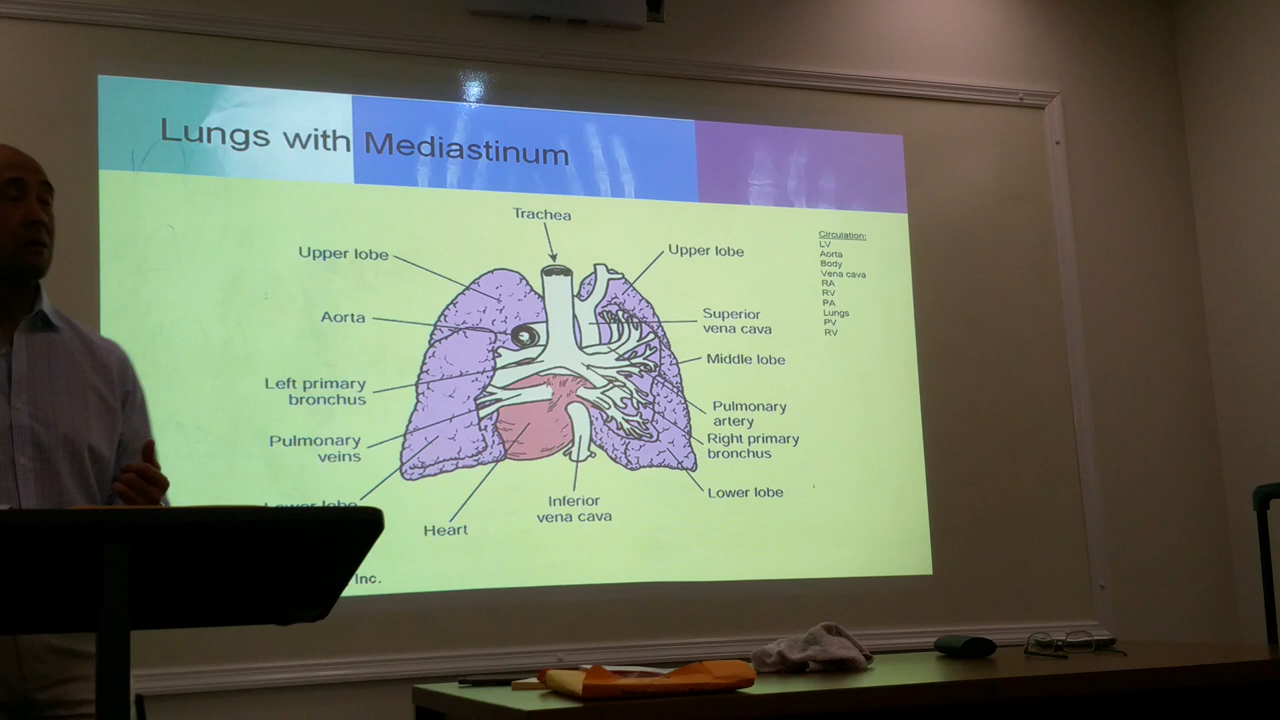 Lungs with Mediastinum
Trachea
Upper lobe
Upper lobe
Circulation:
LV
Aorta
Body
Vena cava
RA
RV
PA
Lungs
PV
RV
Aorta
Superior
vena cava
Middle lobe
Left primary
bronchus
Pulmonary
artery
Pulmonary
veins
Right primary
bronchus
Lower lobe
Lower lobe
Inferior
vena cava
Heart
Inc.